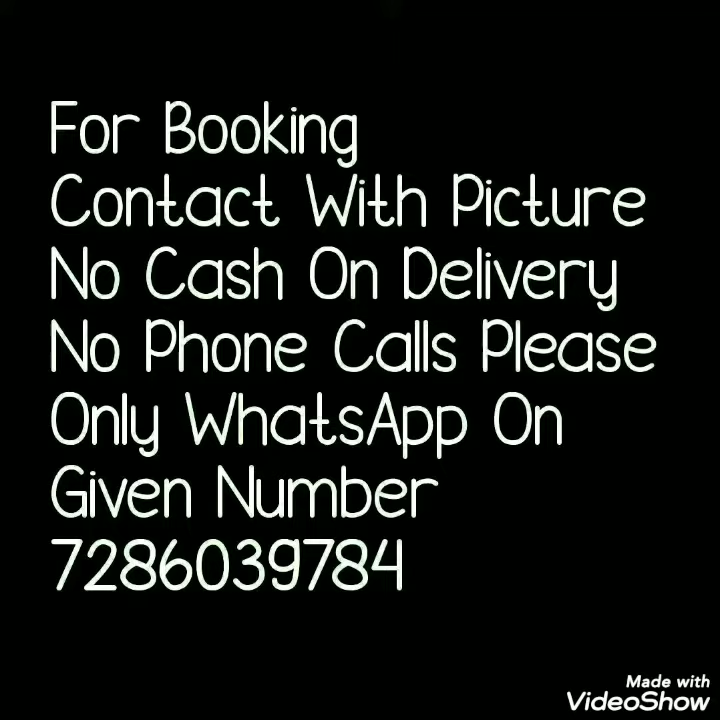 For Booking
Contact With Picture
No Cash On Delivery
No Phone Calls Please
Only WhatsApp On
Given Number
7286039784
Made with
VideoShow